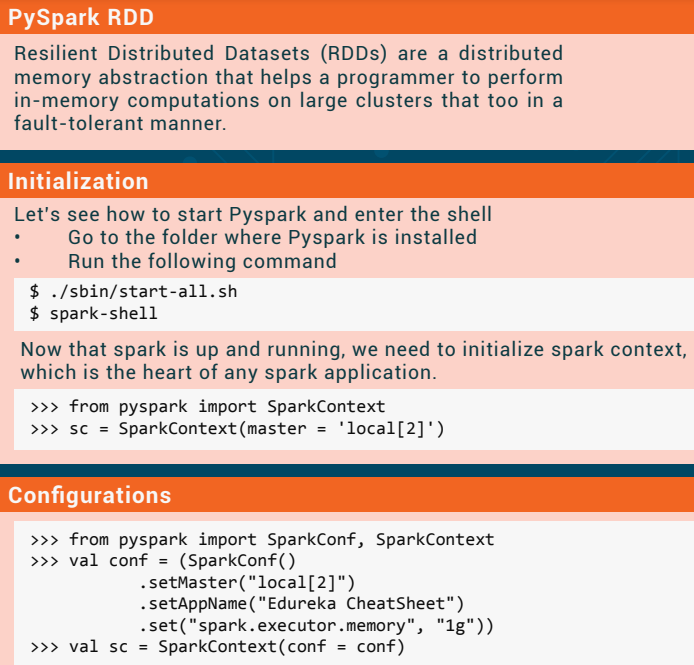 PySpark RDD
Resilient Distributed Datasets (RDDs) are a distributed
memory abstraction that helps a programmer to perform
in-memory computations on large clusters that too in a
fault-tolerant manner.
Initialization
Let's see how to start Pyspark and enter the shell
• Go to the folder where Pyspark is installed
• Run the following command
$ ./sbin/start-all.sh
$ spark-shell
Now that spark is up and running, we need to initialize spark context,
which is the heart of any spark application.
>>> from pyspark import SparkContext
>>> sc = SparkContext(master = 'local[2]')
Configurations
>>> from pyspark import SparkConf, SparkContext
>>> val conf = (SparkConf()
.setMaster("local[2]")
.setAppName("Edureka CheatSheet")
.set("spark.executor.memory", "1g"))
>>> val sc = SparkContext(conf = conf)